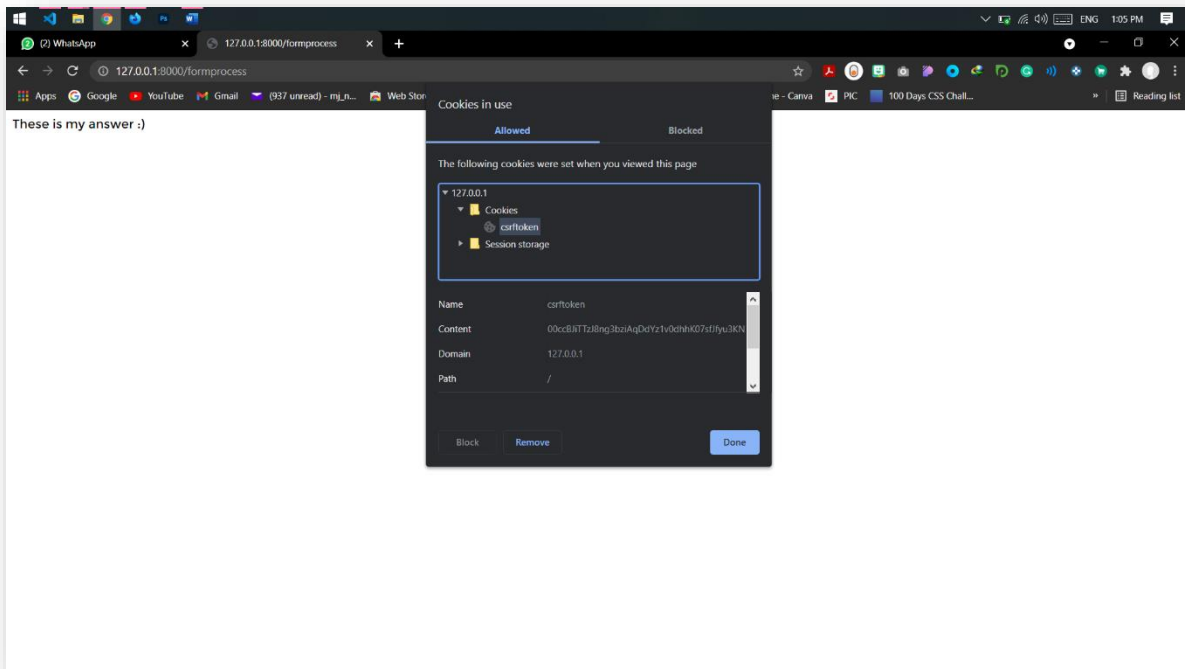 ENG 1:05 PM
(2) WhatsApp
127.0.0.1:8000/formprocess
127.0.0.1:8000/formprocess
Apps Google YouTube Gmail (937 unread) - mj_n... Web Stor
ne - Canva PIC 100 Days CSS Chall... » Reading list
These is my answer :)
Cookies in use
Allowed Blocked
The following cookies were set when you viewed this page
127.0.0.1
Cookies
csrftoken
Session storage
Name csrftoken
Content
Domain 127.0.0.1
Path /
Block Remove Done